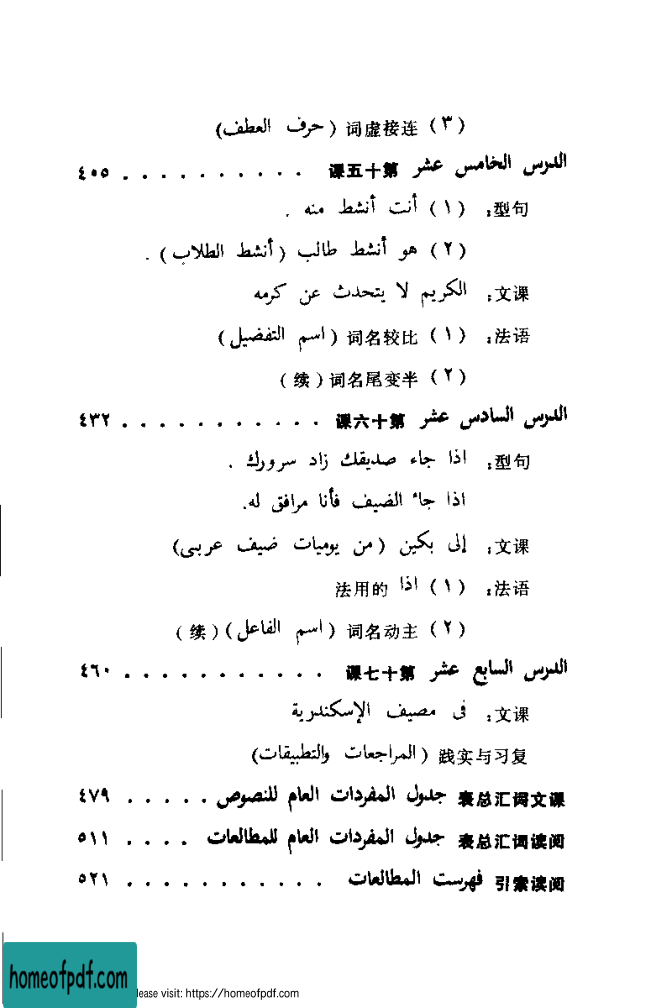 (٣) 连接虚词 (حرف العطف)
الدرس الخامس عشر 第十五课 . . . . . . . . . . ٤٠٥
句型: (١) أنت أنشط منه .
(٢) هو أنشط طالب (أنشط الطلاب) .
课文: الكريم لا يتحدث عن كرمه
语法: (١) 比较名词 (اسم التفضيل)
(٢) 半变尾名词 (续)
الدرس السادس عشر 第十六课 . . . . . . . . . . . ٤٣٢
句型: اذا جاء صديقك زاد سرورك .
اذا جاء الضيف فأنا مرافق له.
课文: إلى بكين (من يوميات ضيف عربى)
语法: (١) اذا 的用法
(٢) 主动名词 (اسم الفاعل) (续)
الدرس السابع عشر 第十七课 . . . . . . . . . . . ٤٦٠
课文: فى مصيف الإسكندرية
复习与实践 (المراجعات والتطبيقات)
课文词汇总表 جدول المفردات العام للنصوص . . . . . ٤٧٩
阅读词汇总表 جدول المفردات العام للمطالعات . . . . ٥١١
阅读索引 فهرست المطالعات . . . . . . . . . . . ٥٢١
homeofpdf.com
lease visit: https://homeofpdf.com